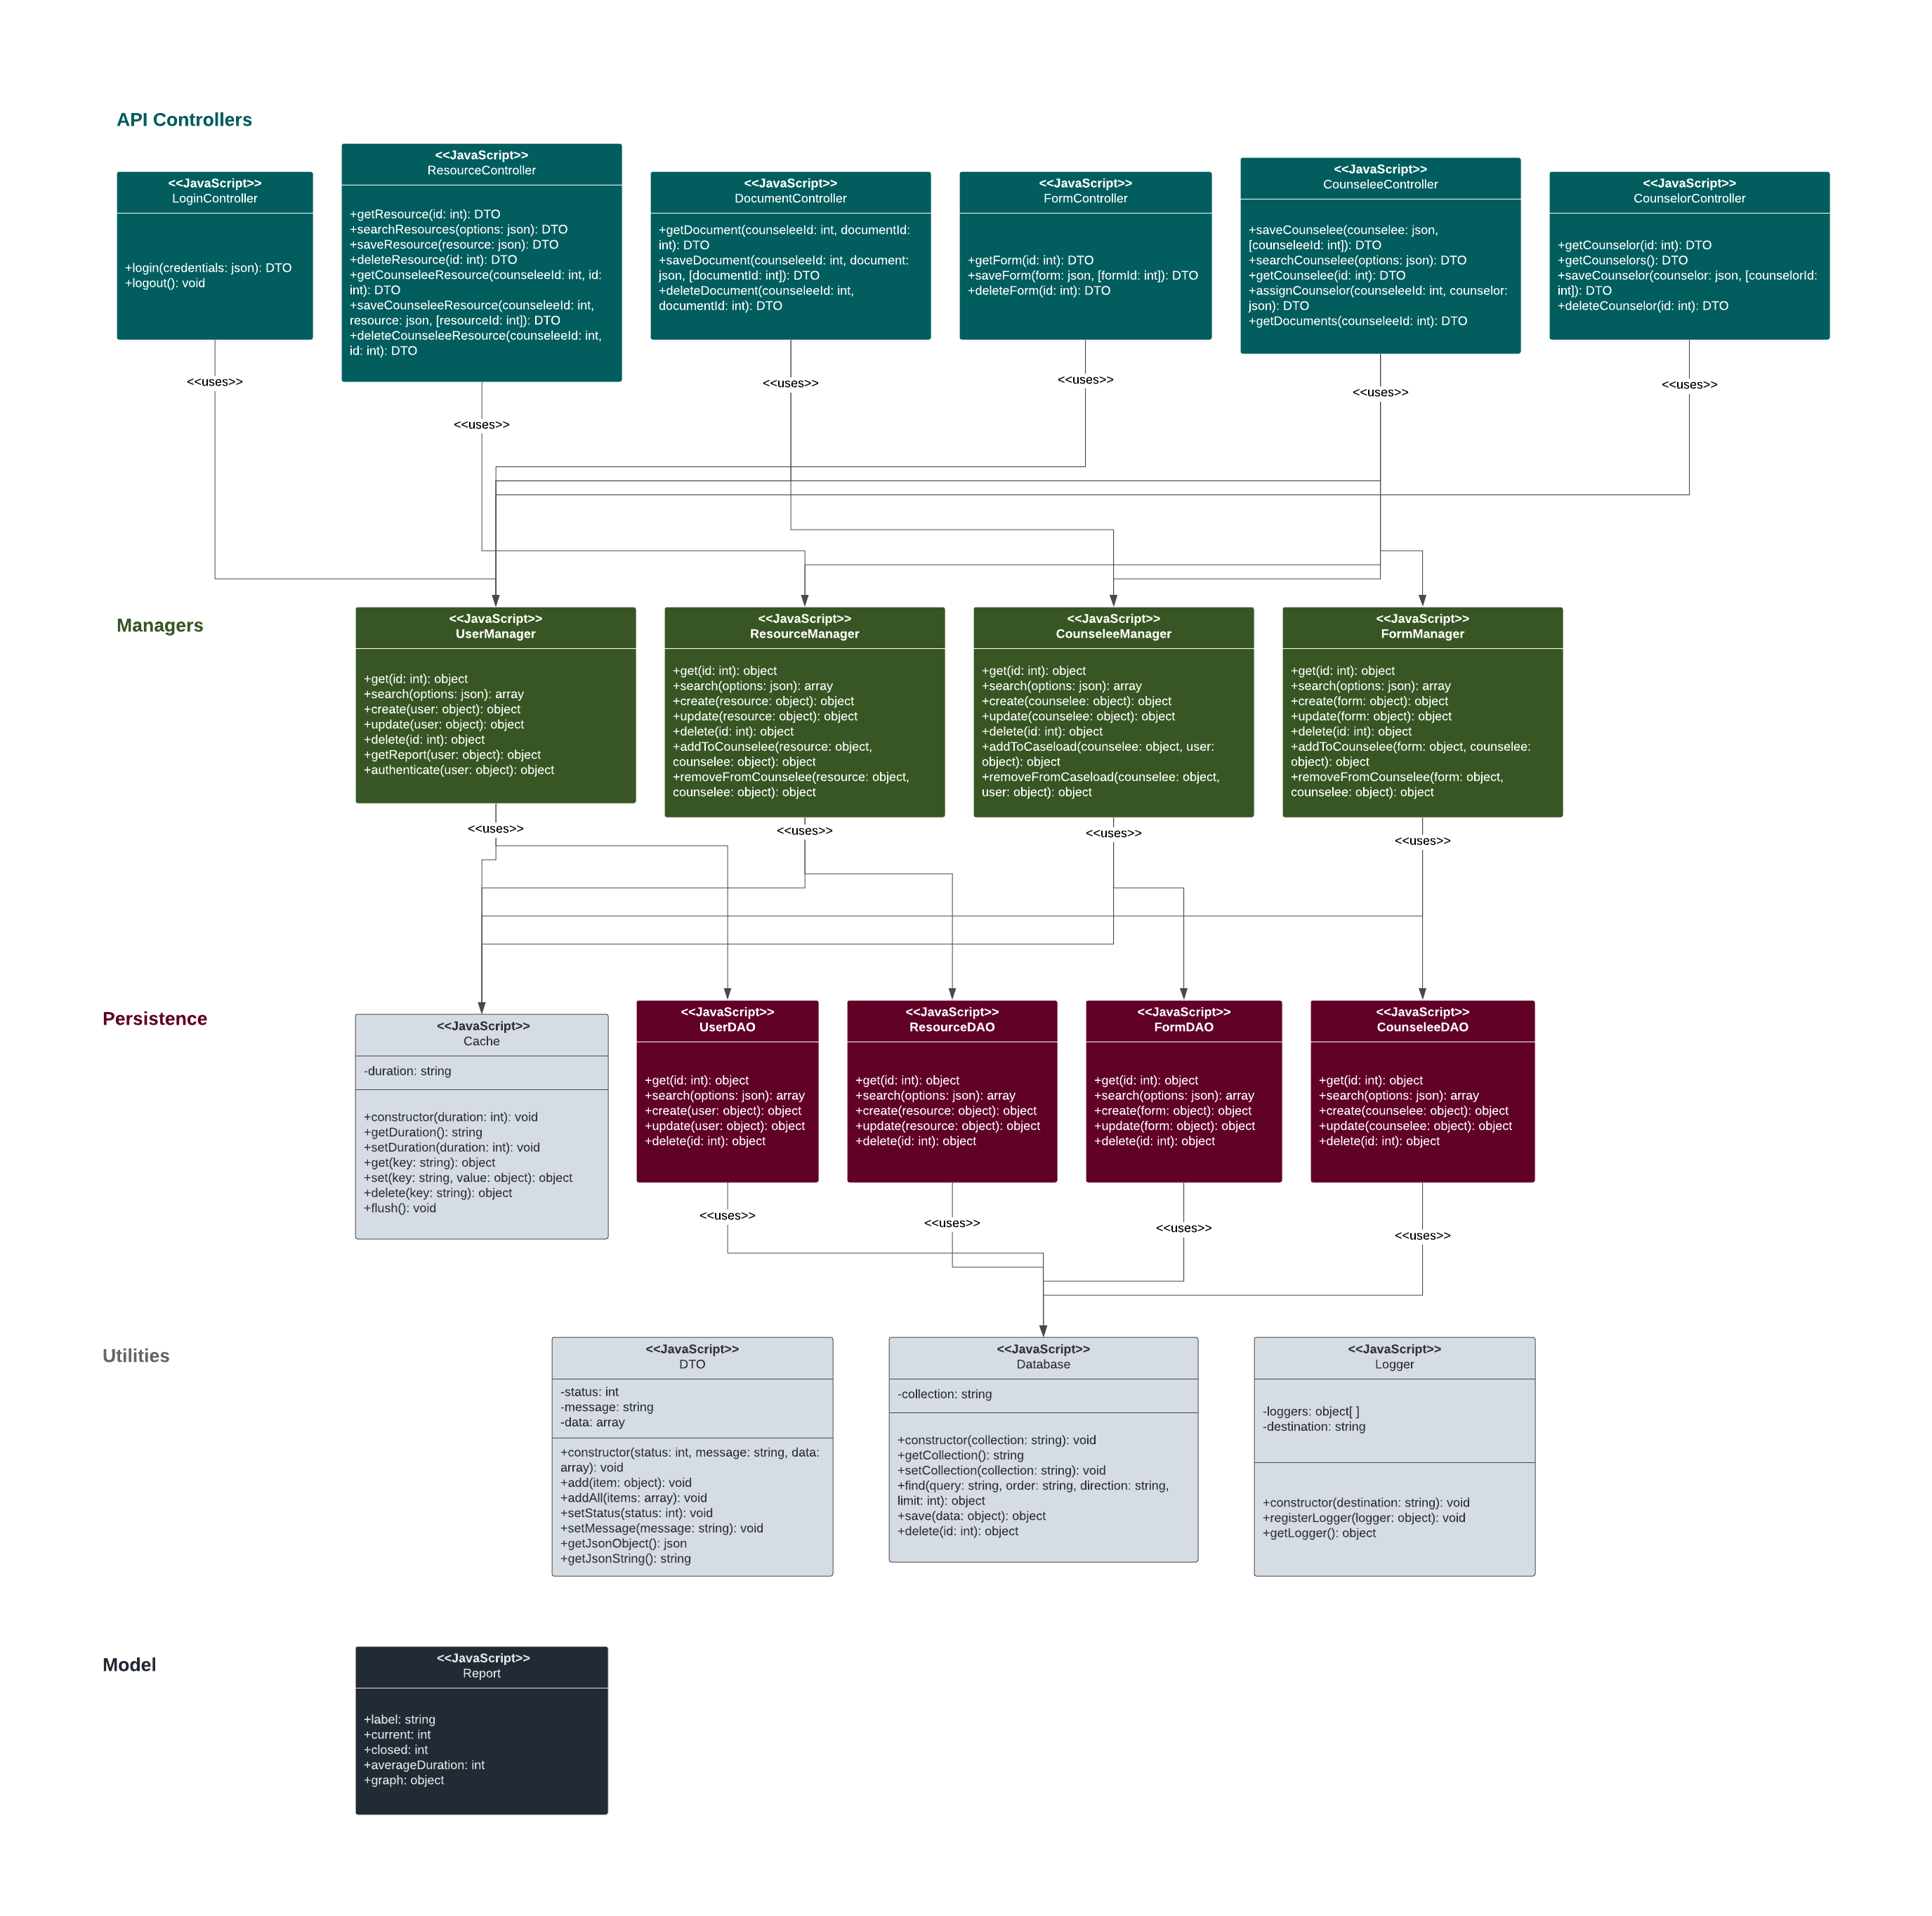 API Controllers
<<JavaScript>>
LoginController
+login(credentials: json): DTO
+logout(): void
<<JavaScript>>
ResourceController
+getResource(id: int): DTO
+searchResources(options: json): DTO
+saveResource(resource: json): DTO
+deleteResource(id: int): DTO
+getCounseleeResource(counseleeId: int, id:
int): DTO
+saveCounseleeResource(counseleeId: int,
resource: json, [resourceId: int]): DTO
+deleteCounseleeResource(counseleeId: int,
id: int): DTO
<<JavaScript>>
DocumentController
+getDocument(counseleeId: int, documentId:
int): DTO
+saveDocument(counseleeId: int, document:
json, [documentId: int]): DTO
+deleteDocument(counseleeId: int,
documentId: int): DTO
<<JavaScript>>
FormController
+getForm(id: int): DTO
+saveForm(form: json, [formId: int]): DTO
+deleteForm(id: int): DTO
<<JavaScript>>
CounseleeController
+saveCounselee(counselee: json,
[counseleeId: int]): DTO
+searchCounselee(options: json): DTO
+getCounselee(id: int): DTO
+assignCounselor(counseleeId: int, counselor:
json): DTO
+getDocuments(counseleeId: int): DTO
<<JavaScript>>
CounselorController
+getCounselor(id: int): DTO
+getCounselors(): DTO
+saveCounselor(counselor: json, [counselorId:
int]): DTO
+deleteCounselor(id: int): DTO
<<uses>>
<<uses>>
<<uses>>
<<uses>>
<<uses>>
<<uses>>
Managers
<<JavaScript>>
UserManager
+get(id: int): object
+search(options: json): array
+create(user: object): object
+update(user: object): object
+delete(id: int): object
+getReport(user: object): object
+authenticate(user: object): object
<<JavaScript>>
ResourceManager
+get(id: int): object
+search(options: json): array
+create(resource: object): object
+update(resource: object): object
+delete(id: int): object
+addToCounselee(resource: object,
counselee: object): object
+removeFromCounselee(resource: object,
counselee: object): object
<<JavaScript>>
CounseleeManager
+get(id: int): object
+search(options: json): array
+create(counselee: object): object
+update(counselee: object): object
+delete(id: int): object
+addToCaseload(counselee: object, user:
object): object
+removeFromCaseload(counselee: object,
user: object): object
<<JavaScript>>
FormManager
+get(id: int): object
+search(options: json): array
+create(form: object): object
+update(form: object): object
+delete(id: int): object
+addToCounselee(form: object, counselee:
object): object
+removeFromCounselee(form: object,
counselee: object): object
<<uses>>
<<uses>>
<<uses>>
<<uses>>
Persistence
<<JavaScript>>
Cache
-duration: string
+constructor(duration: int): void
+getDuration(): string
+setDuration(duration: int): void
+get(key: string): object
+set(key: string, value: object): object
+delete(key: string): object
+flush(): void
<<JavaScript>>
UserDAO
+get(id: int): object
+search(options: json): array
+create(user: object): object
+update(user: object): object
+delete(id: int): object
<<JavaScript>>
ResourceDAO
+get(id: int): object
+search(options: json): array
+create(resource: object): object
+update(resource: object): object
+delete(id: int): object
<<JavaScript>>
FormDAO
+get(id: int): object
+search(options: json): array
+create(form: object): object
+update(form: object): object
+delete(id: int): object
<<JavaScript>>
CounseleeDAO
+get(id: int): object
+search(options: json): array
+create(counselee: object): object
+update(counselee: object): object
+delete(id: int): object
<<uses>>
<<uses>>
<<uses>>
<<uses>>
Utilities
<<JavaScript>>
DTO
-status: int
-message: string
-data: array
+constructor(status: int, message: string, data:
array): void
+add(item: object): void
+addAll(items: array): void
+setStatus(status: int): void
+setMessage(message: string): void
+getJsonObject(): json
+getJsonString(): string
<<JavaScript>>
Database
-collection: string
+constructor(collection: string): void
+getCollection(): string
+setCollection(collection: string): void
+find(query: string, order: string, direction: string,
limit: int): object
+save(data: object): object
+delete(id: int): object
<<JavaScript>>
Logger
-loggers: object[ ]
-destination: string
+constructor(destination: string): void
+registerLogger(logger: object): void
+getLogger(): object
Model
<<JavaScript>>
Report
+label: string
+current: int
+closed: int
+averageDuration: int
+graph: object